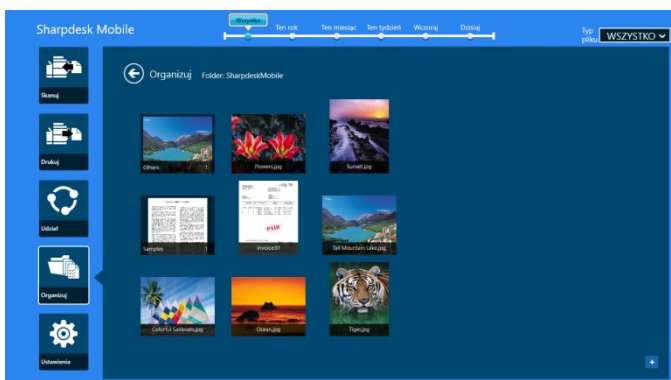 Sharpdesk Mobile
Wszystko
Ten rok
Ten miesiąc
Ten tydzień
Wczoraj
Dzisiaj
Typ pliku
WSZYSTKO
Skanuj
Drukuj
Udział
Organizuj
Ustawienia
Organizuj
Folder: SharpdeskMobile
Others 1
Flowers.jpg
Sunset.jpg
Samples 1
PAID
Invoice.tif
Tall Mountain Lake.jpg
Colorful Sailboats.jpg
Ocean.jpg
Tiger.jpg